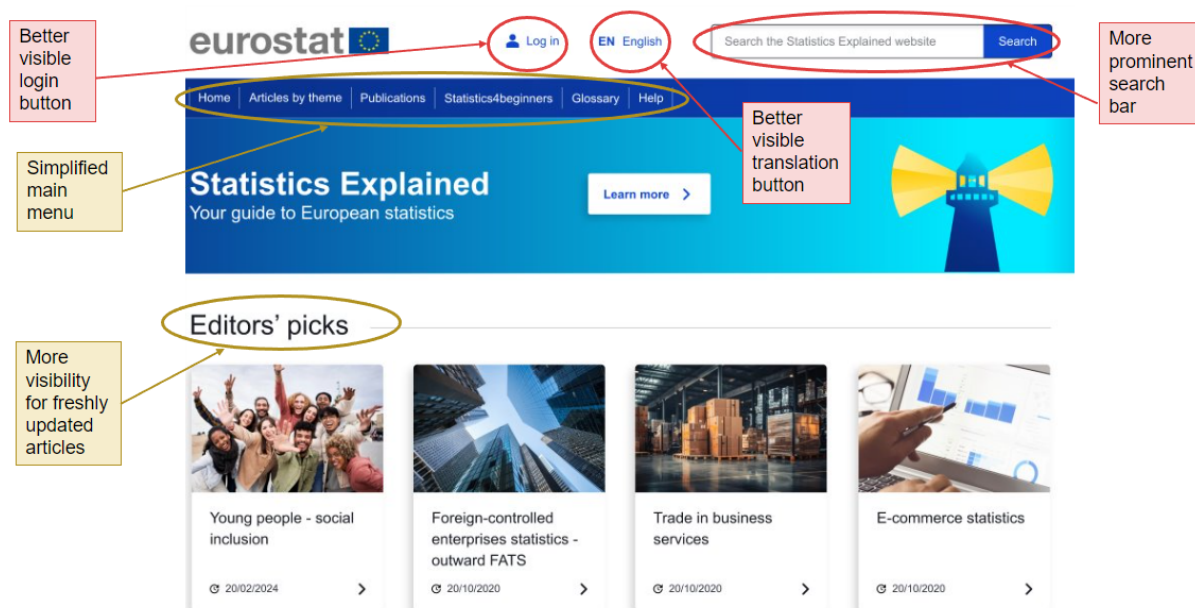 Better
visible
login
button
eurostat
Log in
EN English
Search the Statistics Explained website
Search
More
prominent
search
bar
Home
Articles by theme
Publications
Statistics4beginners
Glossary
Help
Better
visible
translation
button
Simplified
main
menu
Statistics Explained
Your guide to European statistics
Learn more
Editors’ picks
More
visibility
for freshly
updated
articles
Young people - social
inclusion
20/02/2024
Foreign-controlled
enterprises statistics -
outward FATS
20/10/2020
Trade in business
services
20/10/2020
E-commerce statistics
20/10/2020